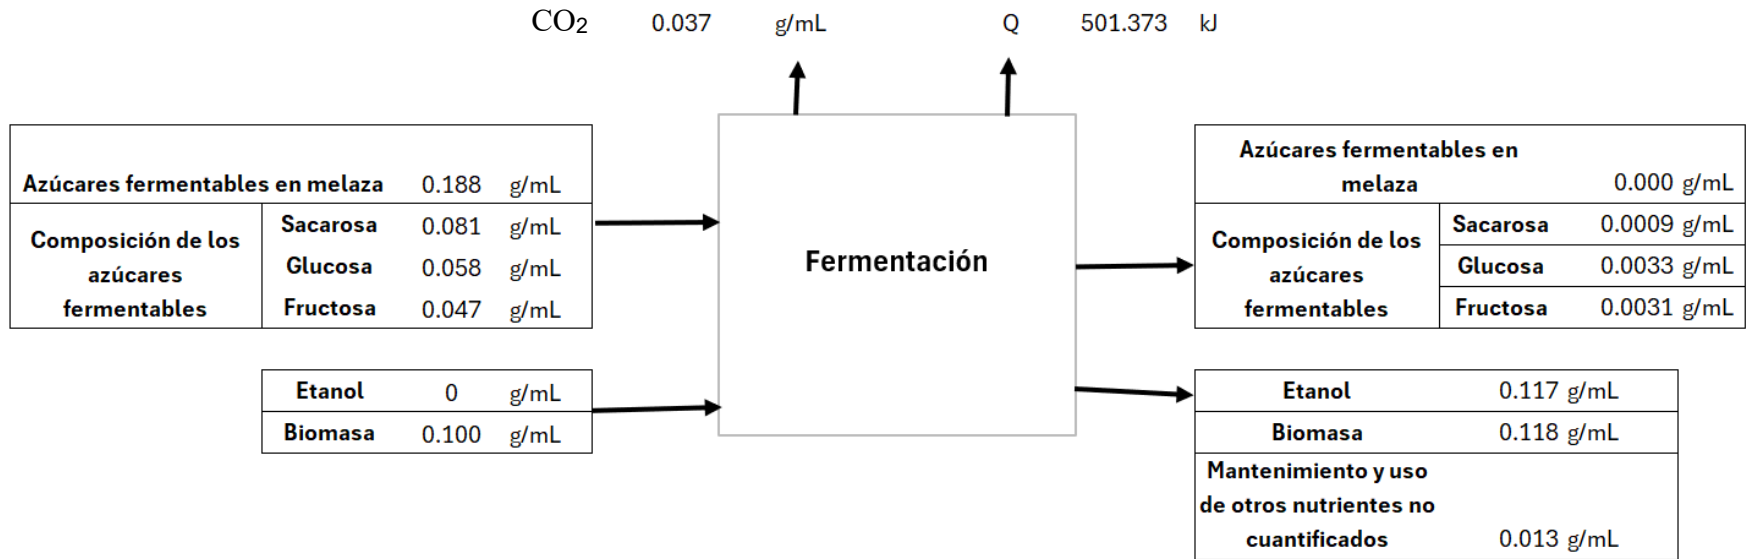 CO2 0.037 g/mL Q 501.373 kJ
Azúcares fermentables en melaza 0.188 g/mL
Composición de los azúcares fermentables
Sacarosa 0.081 g/mL
Glucosa 0.058 g/mL
Fructosa 0.047 g/mL
Etanol 0 g/mL
Biomasa 0.100 g/mL
Fermentación
Azúcares fermentables en
melaza 0.000 g/mL
Composición de los
azúcares
fermentables
Sacarosa 0.0009 g/mL
Glucosa 0.0033 g/mL
Fructosa 0.0031 g/mL
Etanol 0.117 g/mL
Biomasa 0.118 g/mL
Mantenimiento y uso
de otros nutrientes no
cuantificados 0.013 g/mL